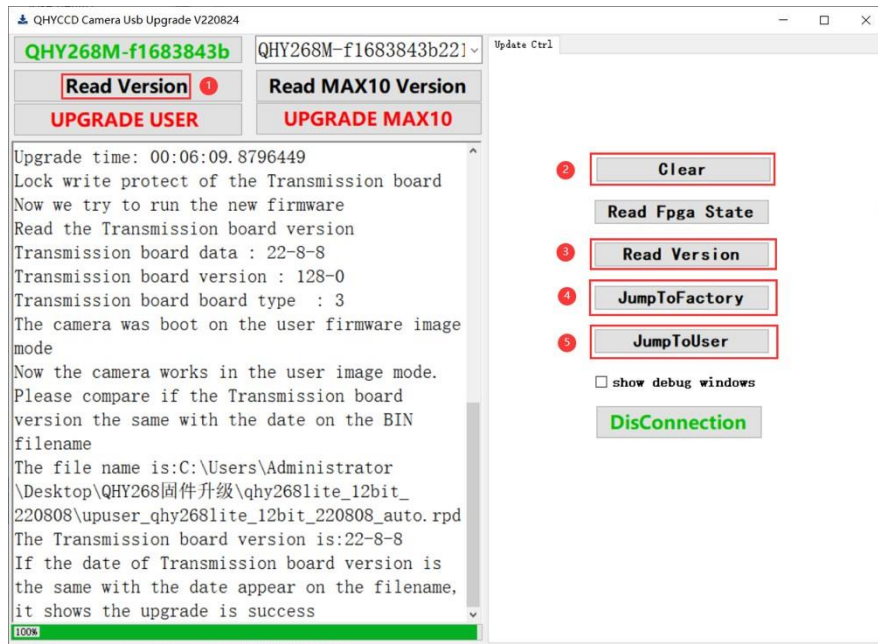 QHYCCD Camera Usb Upgrade V220824
QHY268M-f1683843b
QHY268M-f1683843b221
Update Ctrl
Read Version 1
Read MAX10 Version
UPGRADE USER
UPGRADE MAX10
Upgrade time: 00:06:09.8796449
Lock write protect of the Transmission board
Now we try to run the new firmware
Read the Transmission board version
Transmission board data : 22-8-8
Transmission board version : 128-0
Transmission board board type : 3
The camera was boot on the user firmware image
mode
Now the camera works in the user image mode.
Please compare if the Transmission board
version the same with the date on the BIN
filename
The file name is:C:\Users\Administrator
\Desktop\QHY268固件升级\qhy268lite_12bit_
220808\upuser_qhy268lite_12bit_220808_auto.rpd
The Transmission board version is:22-8-8
If the date of Transmission board version is
the same with the date appear on the filename,
it shows the upgrade is success
100%
2 Clear
Read Fpga State
3 Read Version
4 JumpToFactory
5 JumpToUser
show debug windows
DisConnection